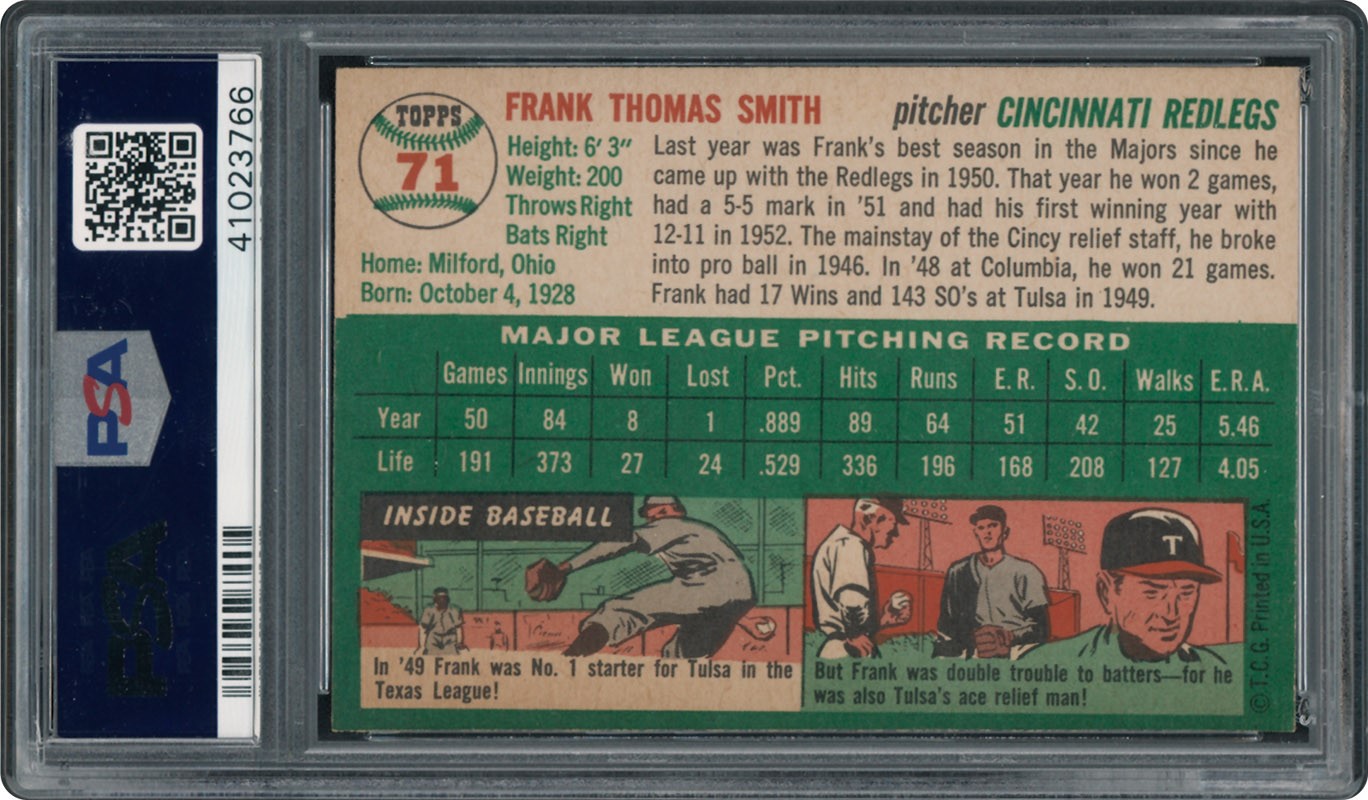 41023766
PSA
PSA
TOPPS
71
FRANK THOMAS SMITH
pitcher CINCINNATI REDLEGS
Height: 6' 3"
Weight: 200
Throws Right
Bats Right
Home: Milford, Ohio
Born: October 4, 1928
Last year was Frank's best season in the Majors since he
came up with the Redlegs in 1950. That year he won 2 games,
had a 5-5 mark in '51 and had his first winning year with
12-11 in 1952. The mainstay of the Cincy relief staff, he broke
into pro ball in 1946. In '48 at Columbia, he won 21 games.
Frank had 17 Wins and 143 SO's at Tulsa in 1949.
MAJOR LEAGUE PITCHING RECORD
Games Innings Won Lost Pct. Hits Runs E.R. S.O. Walks E.R.A.
Year 50 84 8 1 .889 89 64 51 42 25 5.46
Life 191 373 27 24 .529 336 196 168 208 127 4.05
INSIDE BASEBALL
T
In '49 Frank was No. 1 starter for Tulsa in the
Texas League!
But Frank was double trouble to batters—for he
was also Tulsa's ace relief man!
© T.C.G. Printed in U.S.A.